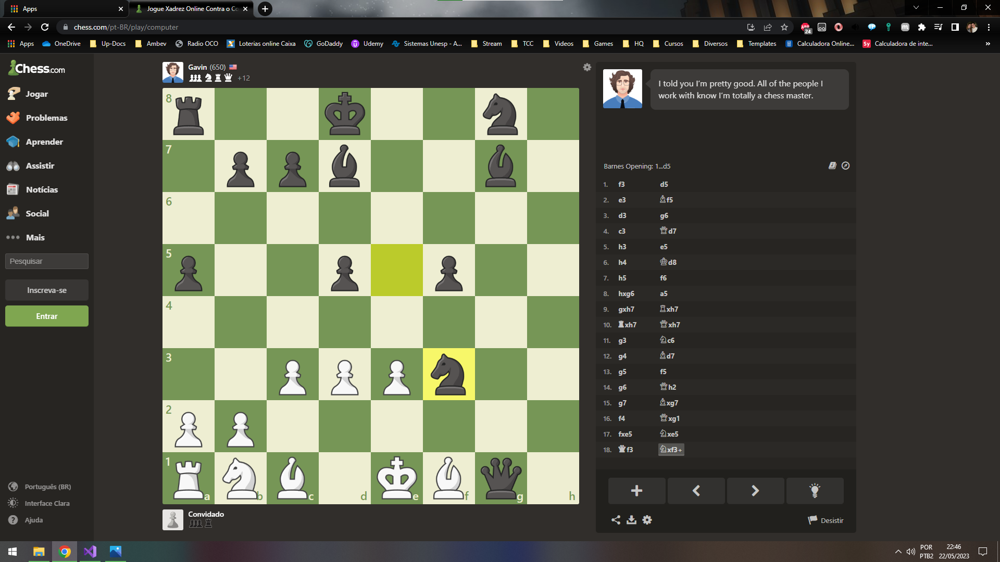 Apps
Jogue Xadrez Online Contra o Co
chess.com/pt-BR/play/computer
ABP
24
Apps
OneDrive
Up-Docs
Ambev
Radio OCO
Loterias online Caixa
GoDaddy
Udemy
Sistemas Unesp - A...
Stream
TCC
Videos
Games
HQ
Cursos
Diversos
Templates
Calculadora Online...
Sy
Calculadora de inte...
»
Chess.com
Jogar
Problemas
Aprender
Assistir
Notícias
Social
Mais
Pesquisar
Inscreva-se
Entrar
Português (BR)
Interface Clara
Ajuda
Gavin (650)
+12
8
7
6
5
4
3
2
1
a b c d e f g h
Convidado
I told you I'm pretty good. All of the people I
work with know I'm totally a chess master.
Barnes Opening: 1...d5
1. f3 d5
2. e3 ♗f5
3. d3 g6
4. c3 ♕d7
5. h3 e5
6. h4 ♔d8
7. h5 f6
8. hxg6 a5
9. gxh7 ♖xh7
10. ♜xh7 ♕xh7
11. g3 ♘c6
12. g4 ♗d7
13. g5 f5
14. g6 ♕h2
15. g7 ♗xg7
16. f4 ♕xg1
17. fxe5 ♘xe5
18. ♛f3 ♘xf3+
Desistir
POR
PTB2
22:46
22/05/2023